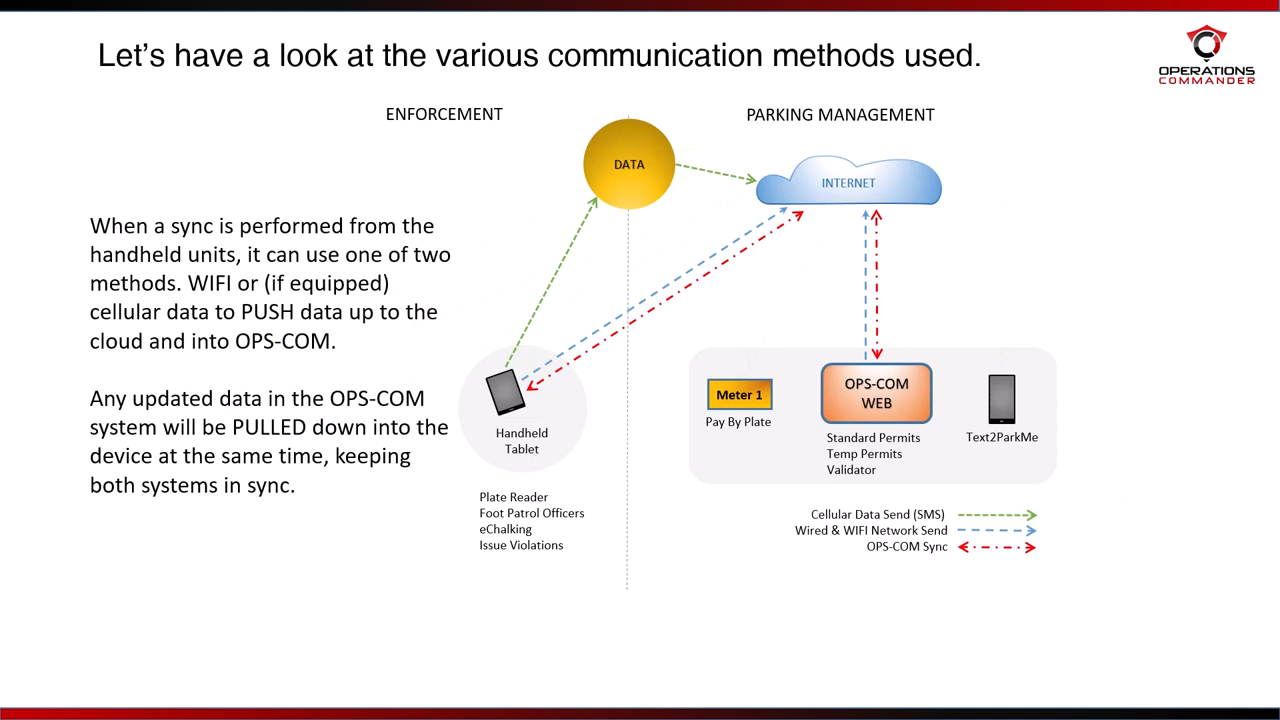 Let's have a look at the various communication methods used.
OPERATIONS
COMMANDER
ENFORCEMENT
PARKING MANAGEMENT
DATA
INTERNET
When a sync is performed from the
handheld units, it can use one of two
methods. WIFI or (if equipped)
cellular data to PUSH data up to the
cloud and into OPS-COM.
Any updated data in the OPS-COM
system will be PULLED down into the
device at the same time, keeping
both systems in sync.
Handheld
Tablet
Plate Reader
Foot Patrol Officers
eChalking
Issue Violations
Meter 1
Pay By Plate
OPS-COM
WEB
Standard Permits
Temp Permits
Validator
Text2ParkMe
Cellular Data Send (SMS)
Wired & WIFI Network Send
OPS-COM Sync